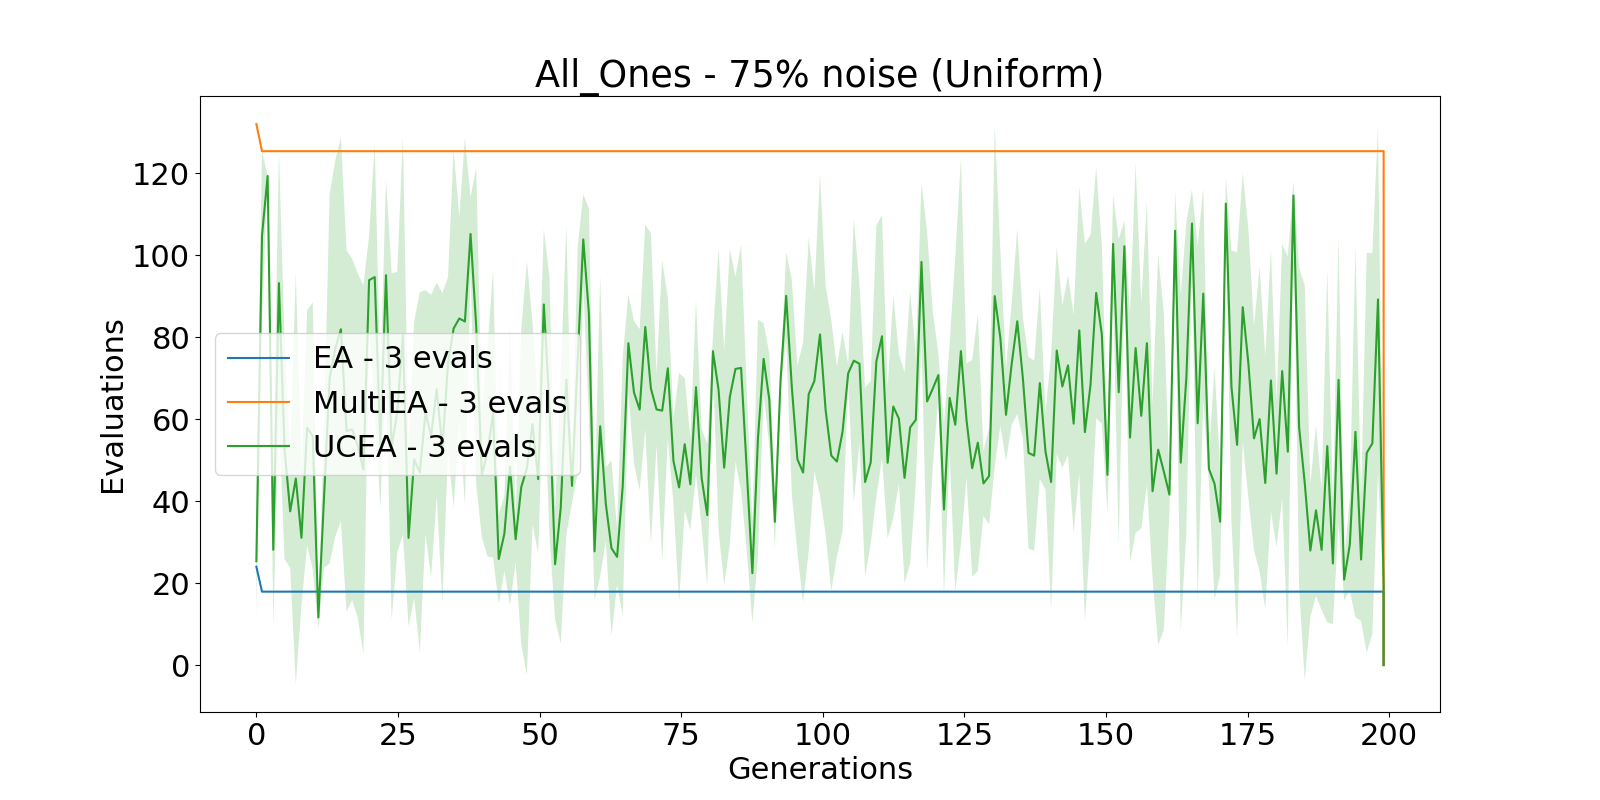 All_Ones - 75% noise (Uniform)
Evaluations
120
100
80
60
40
20
0
EA - 3 evals
MultiEA - 3 evals
UCEA - 3 evals
0 25 50 75 100 125 150 175 200
Generations